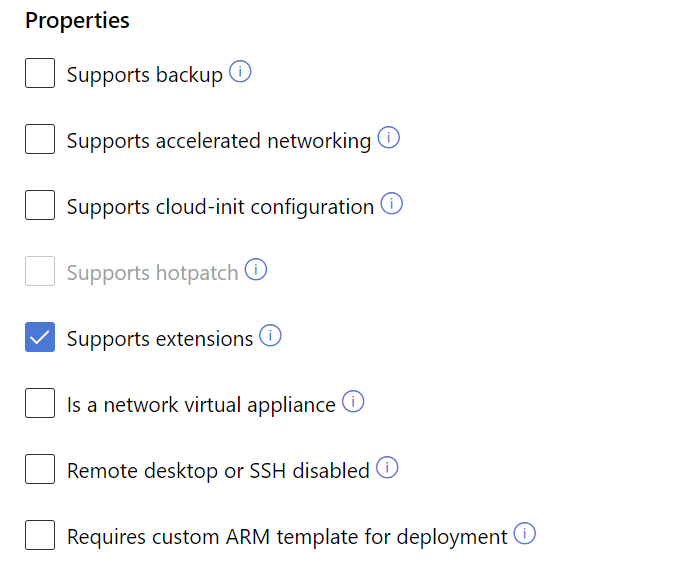 Properties
Supports backup
Supports accelerated networking
Supports cloud-init configuration
Supports hotpatch
Supports extensions
Is a network virtual appliance
Remote desktop or SSH disabled
Requires custom ARM template for deployment